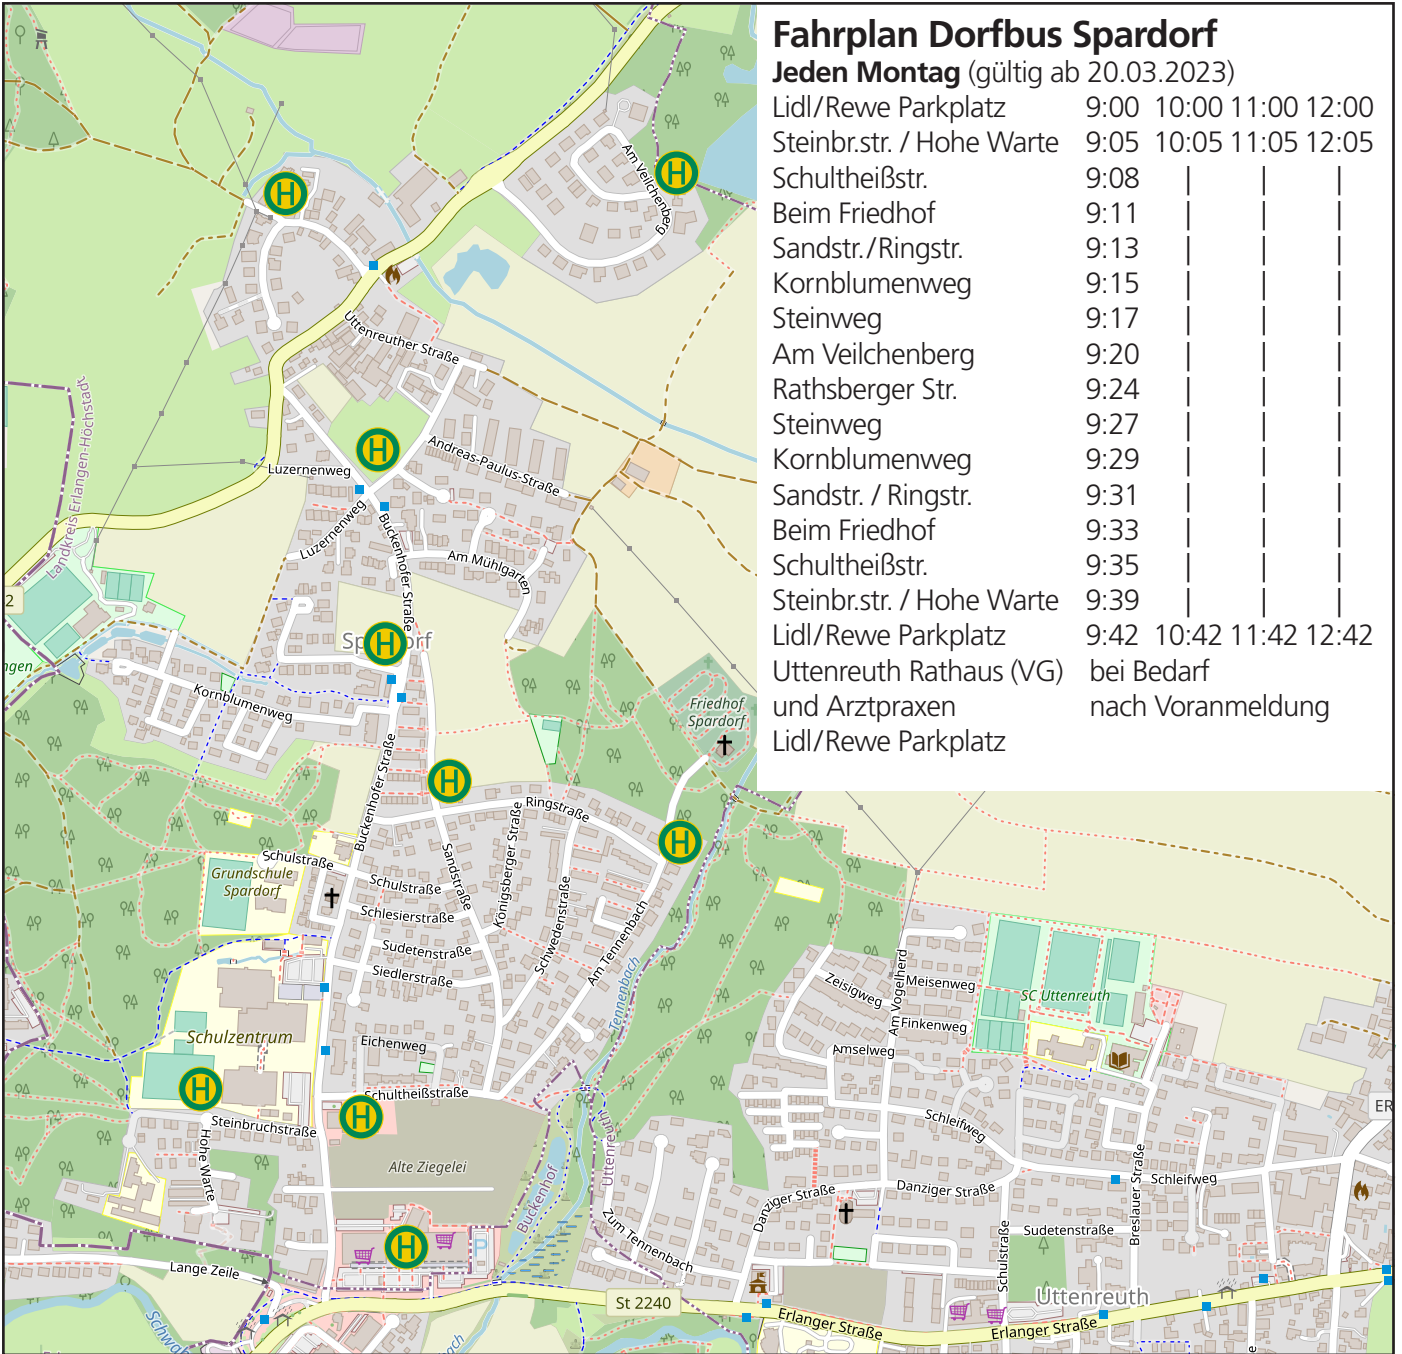 Fahrplan Dorfbus Spardorf
Jeden Montag (gültig ab 20.03.2023)
Lidl/Rewe Parkplatz 9:00 10:00 11:00 12:00
Steinbr.str. / Hohe Warte 9:05 10:05 11:05 12:05
Schultheißstr. 9:08 | | |
Beim Friedhof 9:11 | | |
Sandstr./Ringstr. 9:13 | | |
Kornblumenweg 9:15 | | |
Steinweg 9:17 | | |
Am Veilchenberg 9:20 | | |
Rathsberger Str. 9:24 | | |
Steinweg 9:27 | | |
Kornblumenweg 9:29 | | |
Sandstr. / Ringstr. 9:31 | | |
Beim Friedhof 9:33 | | |
Schultheißstr. 9:35 | | |
Steinbr.str. / Hohe Warte 9:39 | | |
Lidl/Rewe Parkplatz 9:42 10:42 11:42 12:42
Uttenreuth Rathaus (VG) bei Bedarf
und Arztpraxen nach Voranmeldung
Lidl/Rewe Parkplatz
Am Veilchenberg
H
H
Uttenreuther Straße
Landkreis Erlangen-Höchstadt
H
Andreas-Paulus-Straße
Luzernenweg
Luzernenweg
Buckenhofer Straße
Am Mühlgarten
2
H
ngen
Kornblumenweg
Friedhof
Spardorf
Buckenhofer Straße
H
Ringstraße
H
Schulstraße
Grundschule
Spardorf
Schulstraße
Sandstraße
Königsberger Straße
Schlesierstraße
Schwedenstraße
Am Tennenbach
Sudetenstraße
Siedlerstraße
Tennenbach
Zeisigweg
Am Vogelherd
Meisenweg
SC Uttenreuth
Finkenweg
Schulzentrum
Eichenweg
Amselweg
H
Schultheißstraße
H
Steinbruchstraße
Hohe Warte
Uttenreuth
Schleifweg
ER
Alte Ziegelei
Buckenhof
Danziger Straße
Danziger Straße
Schleifweg
Breslauer Straße
Sudetenstraße
Schulstraße
Zum Tennenbach
H
P
Lange Zeile
St 2240
Uttenreuth
Erlanger Straße
Erlanger Straße